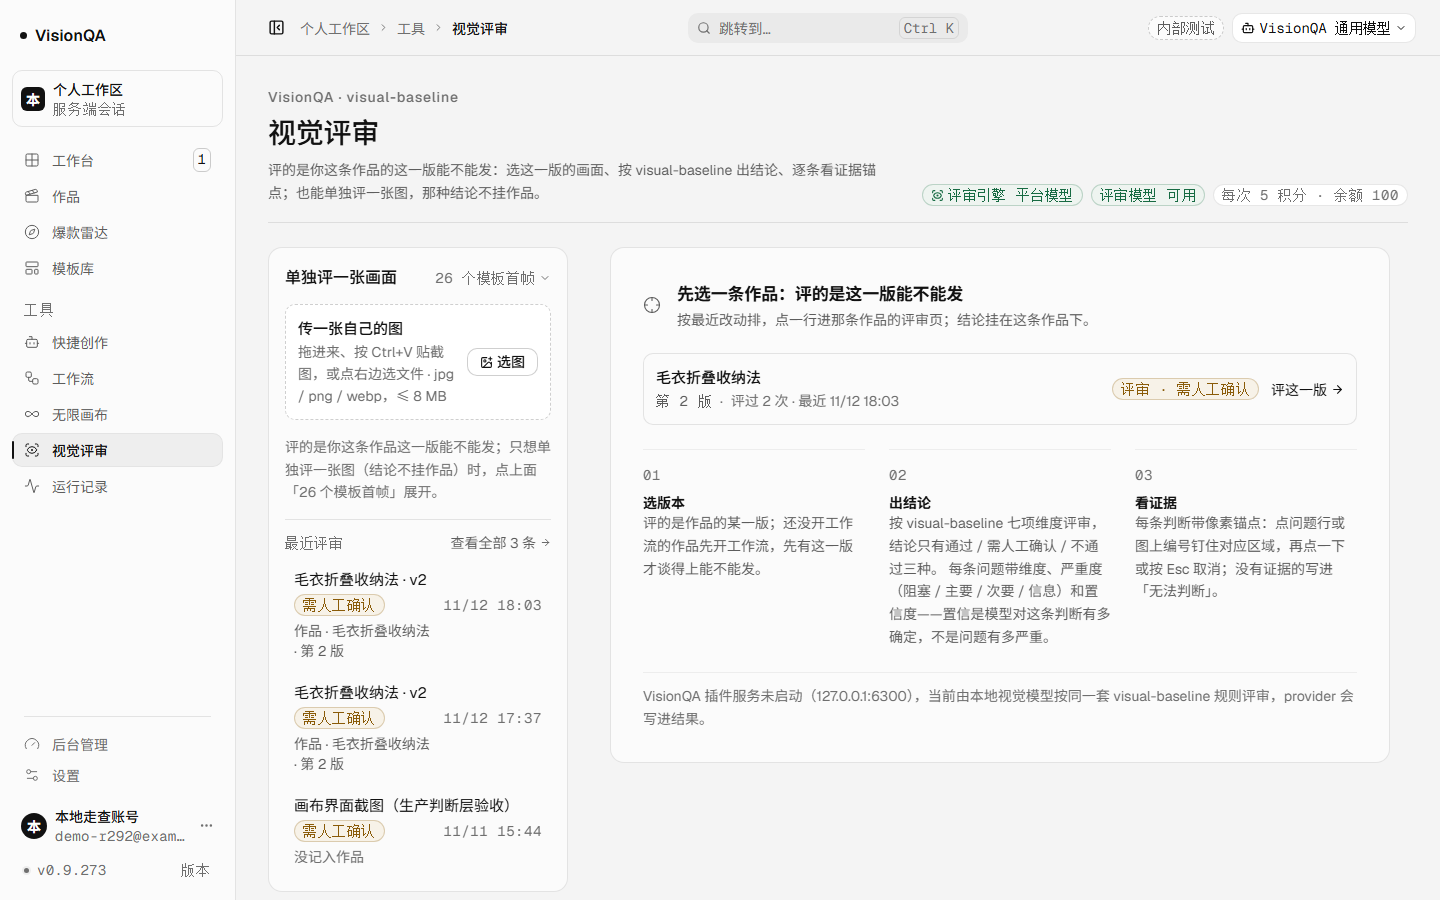 VisionQA
本
个人工作区
服务端会话
工作台
1
作品
爆款雷达
模板库
工具
快捷创作
工作流
无限画布
视觉评审
运行记录
后台管理
设置
本
本地走查账号
demo-r292@exam…
v0.9.273
版本
个人工作区
工具
视觉评审
跳转到…
Ctrl K
内部测试
VisionQA 通用模型
VisionQA · visual-baseline
视觉评审
评的是你这条作品的这一版能不能发：选这一版的画面、按 visual-baseline 出结论、逐条看证据锚
点；也能单独评一张图，那种结论不挂作品。
评审引擎 平台模型
评审模型 可用
每次 5 积分 · 余额 100
单独评一张画面
26 个模板首帧
传一张自己的图
拖进来、按 Ctrl+V 贴截
图，或点右边选文件 · jpg
/ png / webp，≤ 8 MB
选图
评的是你这条作品这一版能不能发；只想单
独评一张图（结论不挂作品）时，点上面
「26 个模板首帧」展开。
最近评审
查看全部 3 条 →
毛衣折叠收纳法 · v2
需人工确认
11/12 18:03
作品 · 毛衣折叠收纳法
· 第 2 版
毛衣折叠收纳法 · v2
需人工确认
11/12 17:37
作品 · 毛衣折叠收纳法
· 第 2 版
画布界面截图（生产判断层验收）
需人工确认
11/11 15:44
没记入作品
先选一条作品：评的是这一版能不能发
按最近改动排，点一行进那条作品的评审页；结论挂在这条作品下。
毛衣折叠收纳法
第 2 版 · 评过 2 次 · 最近 11/12 18:03
评审 · 需人工确认
评这一版 →
01
选版本
评的是作品的某一版；还没开工作
流的作品先开工作流，先有这一版
才谈得上能不能发。
02
出结论
按 visual-baseline 七项维度评审，
结论只有通过 / 需人工确认 / 不通
过三种。 每条问题带维度、严重度
（阻塞 / 主要 / 次要 / 信息）和置
信度——置信是模型对这条判断有多
确定，不是问题有多严重。
03
看证据
每条判断带像素锚点：点问题行或
图上编号钉住对应区域，再点一下
或按 Esc 取消；没有证据的写进
「无法判断」。
VisionQA 插件服务未启动（127.0.0.1:6300），当前由本地视觉模型按同一套 visual-baseline 规则评审，provider 会
写进结果。